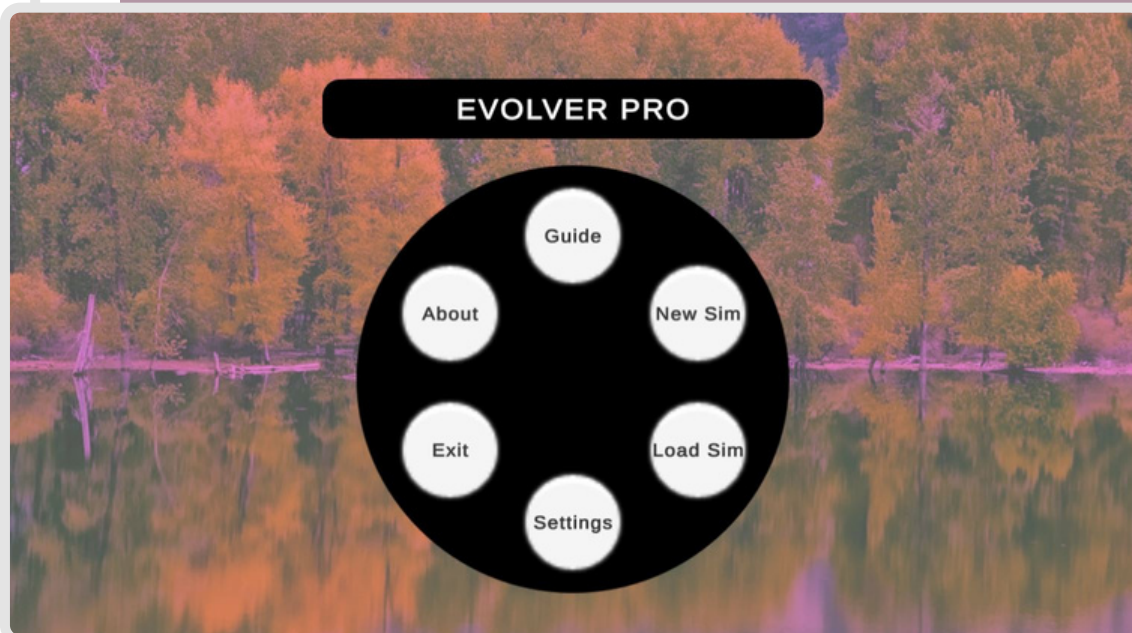 EVOLVER PRO
Guide
About
New Sim
Exit
Load Sim
Settings